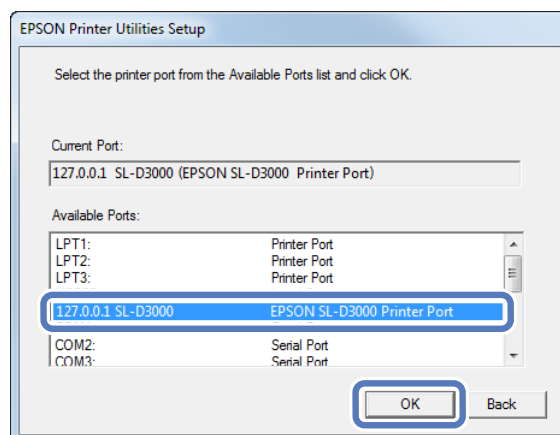 EPSON Printer Utilities Setup
Select the printer port from the Available Ports list and click OK.
Current Port:
127.0.0.1 SL-D3000 (EPSON SL-D3000 Printer Port)
Available Ports:
LPT1: Printer Port
LPT2: Printer Port
LPT3: Printer Port
127.0.0.1 SL-D3000 EPSON SL-D3000 Printer Port
COM2: Serial Port
COM3: Serial Port
OK Back